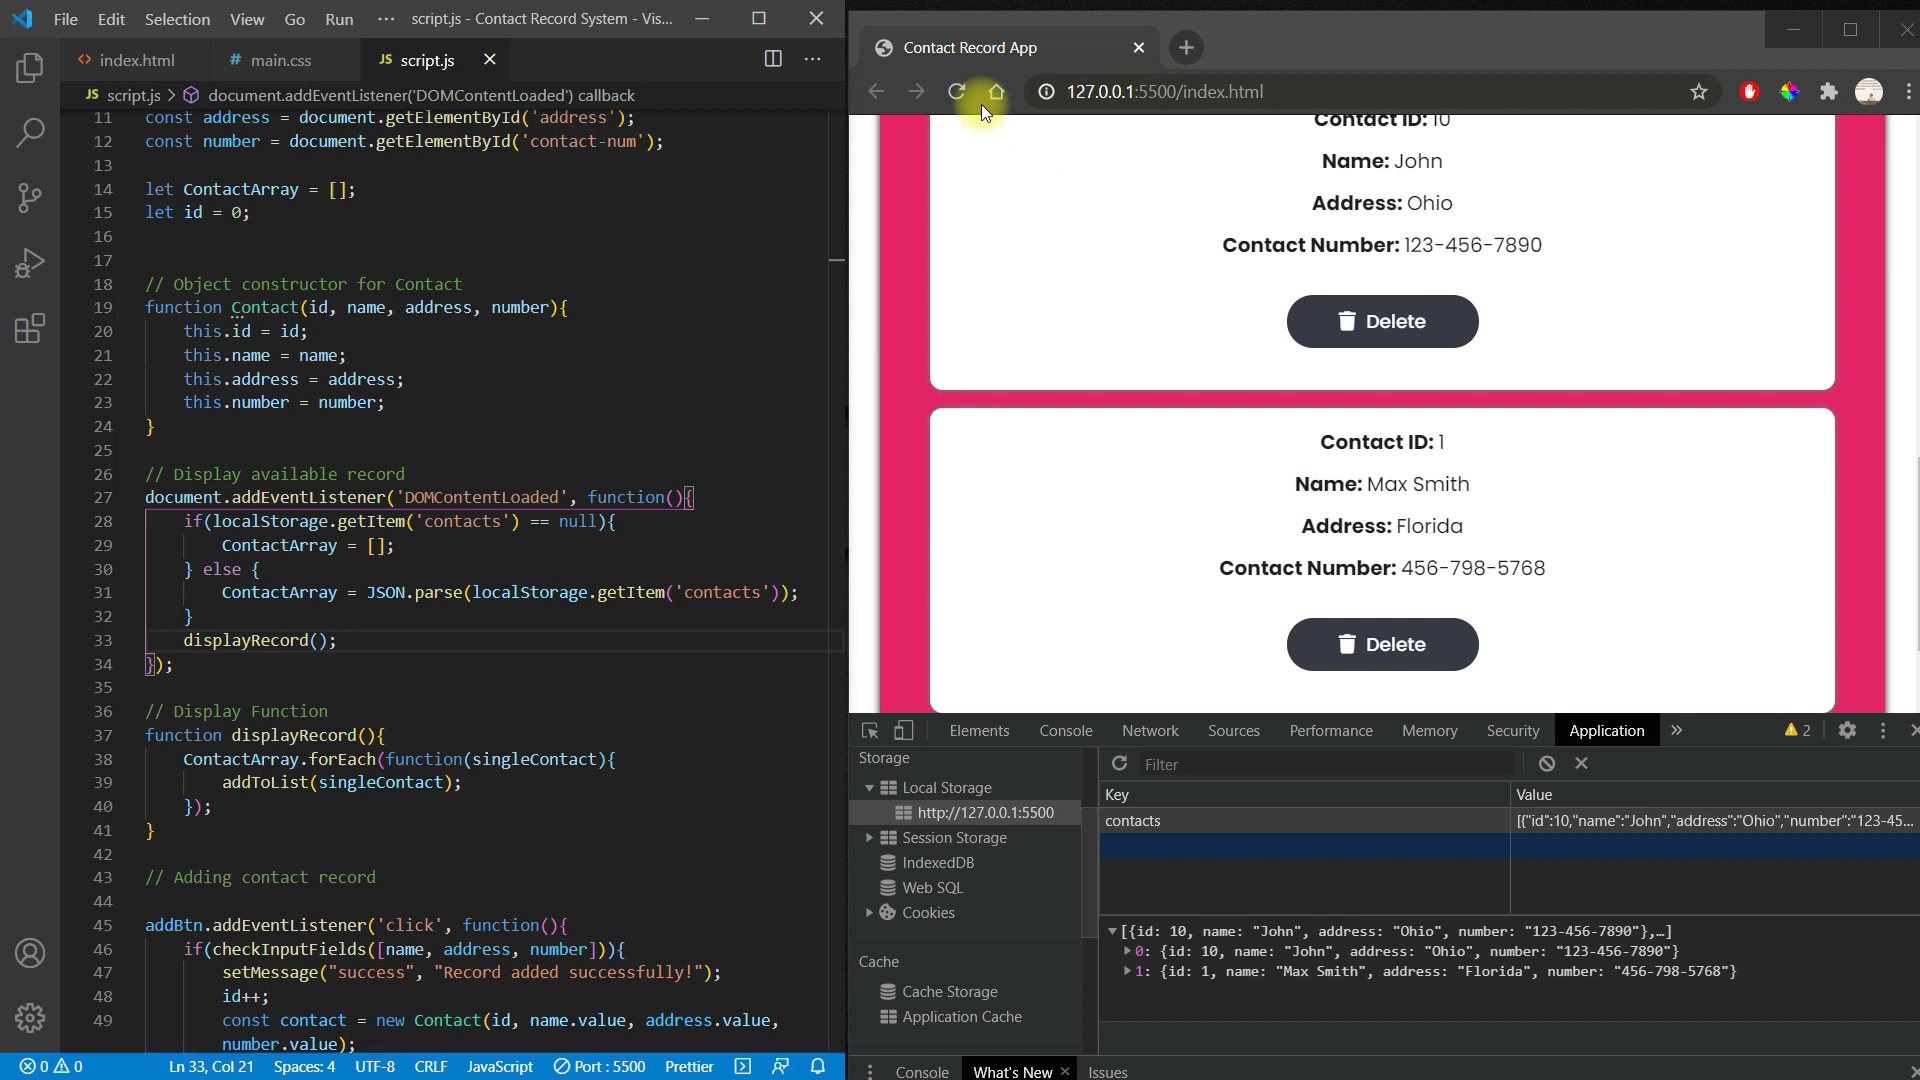 File Edit Selection View Go Run ··· script.js - Contact Record System - Vis...
index.html # main.css JS script.js
JS script.js > document.addEventListener('DOMContentLoaded') callback
11 const address = document.getElementById('address');
12 const number = document.getElementById('contact-num');
13
14 let ContactArray = [];
15 let id = 0;
16
17
18 // Object constructor for Contact
19 function Contact(id, name, address, number){
20 this.id = id;
21 this.name = name;
22 this.address = address;
23 this.number = number;
24 }
25
26 // Display available record
27 document.addEventListener('DOMContentLoaded', function(){
28 if(localStorage.getItem('contacts') == null){
29 ContactArray = [];
30 } else {
31 ContactArray = JSON.parse(localStorage.getItem('contacts'));
32 }
33 displayRecord();
34 });
35
36 // Display Function
37 function displayRecord(){
38 ContactArray.forEach(function(singleContact){
39 addToList(singleContact);
40 });
41 }
42
43 // Adding contact record
44
45 addBtn.addEventListener('click', function(){
46 if(checkInputFields([name, address, number])){
47 setMessage("success", "Record added successfully!");
48 id++;
49 const contact = new Contact(id, name.value, address.value,
number.value);
0 0 Ln 33, Col 21 Spaces: 4 UTF-8 CRLF JavaScript Port : 5500 Prettier
Contact Record App
127.0.0.1:5500/index.html
Contact ID: 10
Name: John
Address: Ohio
Contact Number: 123-456-7890
Delete
Contact ID: 1
Name: Max Smith
Address: Florida
Contact Number: 456-798-5768
Delete
Elements Console Network Sources Performance Memory Security Application 2
Storage
Local Storage
http://127.0.0.1:5500
Session Storage
IndexedDB
Web SQL
Cookies
Cache
Cache Storage
Application Cache
Filter
Key Value
contacts [{"id":10,"name":"John","address":"Ohio","number":"123-45...
[{id: 10, name: "John", address: "Ohio", number: "123-456-7890"},…]
0: {id: 10, name: "John", address: "Ohio", number: "123-456-7890"}
1: {id: 1, name: "Max Smith", address: "Florida", number: "456-798-5768"}
Console What's New Issues